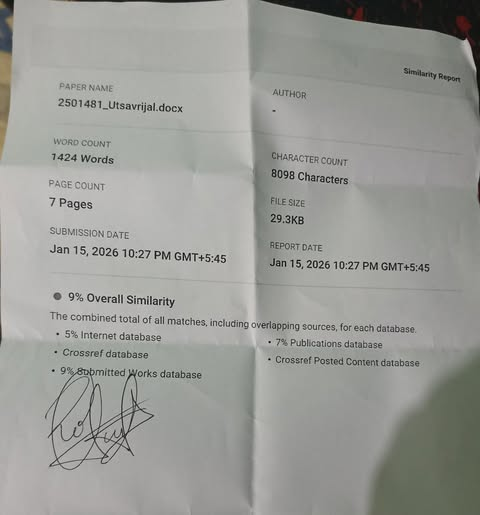 Similarity Report
PAPER NAME
2501481_Utsavrijal.docx
AUTHOR
-
WORD COUNT
1424 Words
CHARACTER COUNT
8098 Characters
PAGE COUNT
7 Pages
FILE SIZE
29.3KB
SUBMISSION DATE
Jan 15, 2026 10:27 PM GMT+5:45
REPORT DATE
Jan 15, 2026 10:27 PM GMT+5:45
● 9% Overall Similarity
The combined total of all matches, including overlapping sources, for each database.
• 5% Internet database
• 7% Publications database
• Crossref database
• Crossref Posted Content database
• 9% Submitted Works database